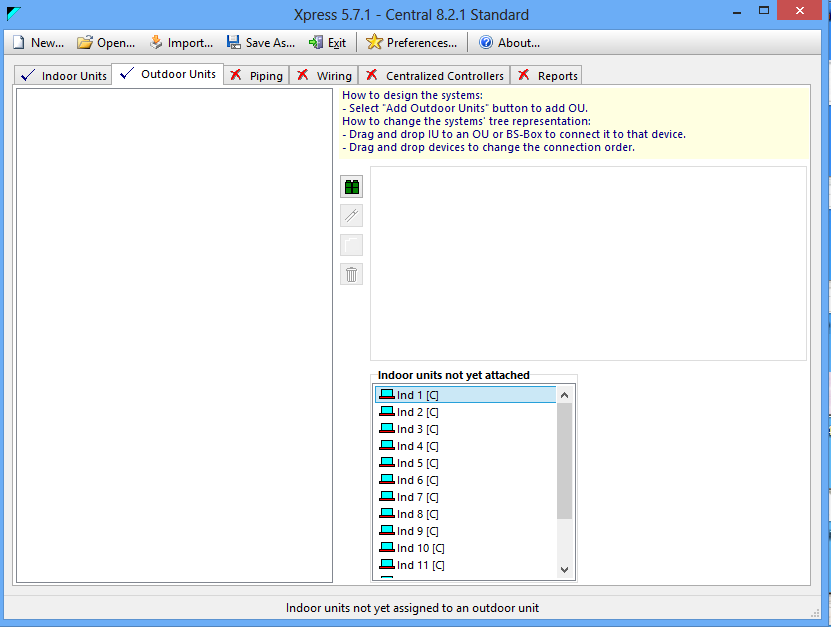 Xpress 5.7.1 - Central 8.2.1 Standard
New... Open... Import... Save As... Exit Preferences... About...
Indoor Units Outdoor Units Piping Wiring Centralized Controllers Reports
How to design the systems:
- Select "Add Outdoor Units" button to add OU.
How to change the systems' tree representation:
- Drag and drop IU to an OU or BS-Box to connect it to that device.
- Drag and drop devices to change the connection order.
Indoor units not yet attached
Ind 1 [C]
Ind 2 [C]
Ind 3 [C]
Ind 4 [C]
Ind 5 [C]
Ind 6 [C]
Ind 7 [C]
Ind 8 [C]
Ind 9 [C]
Ind 10 [C]
Ind 11 [C]
Indoor units not yet assigned to an outdoor unit